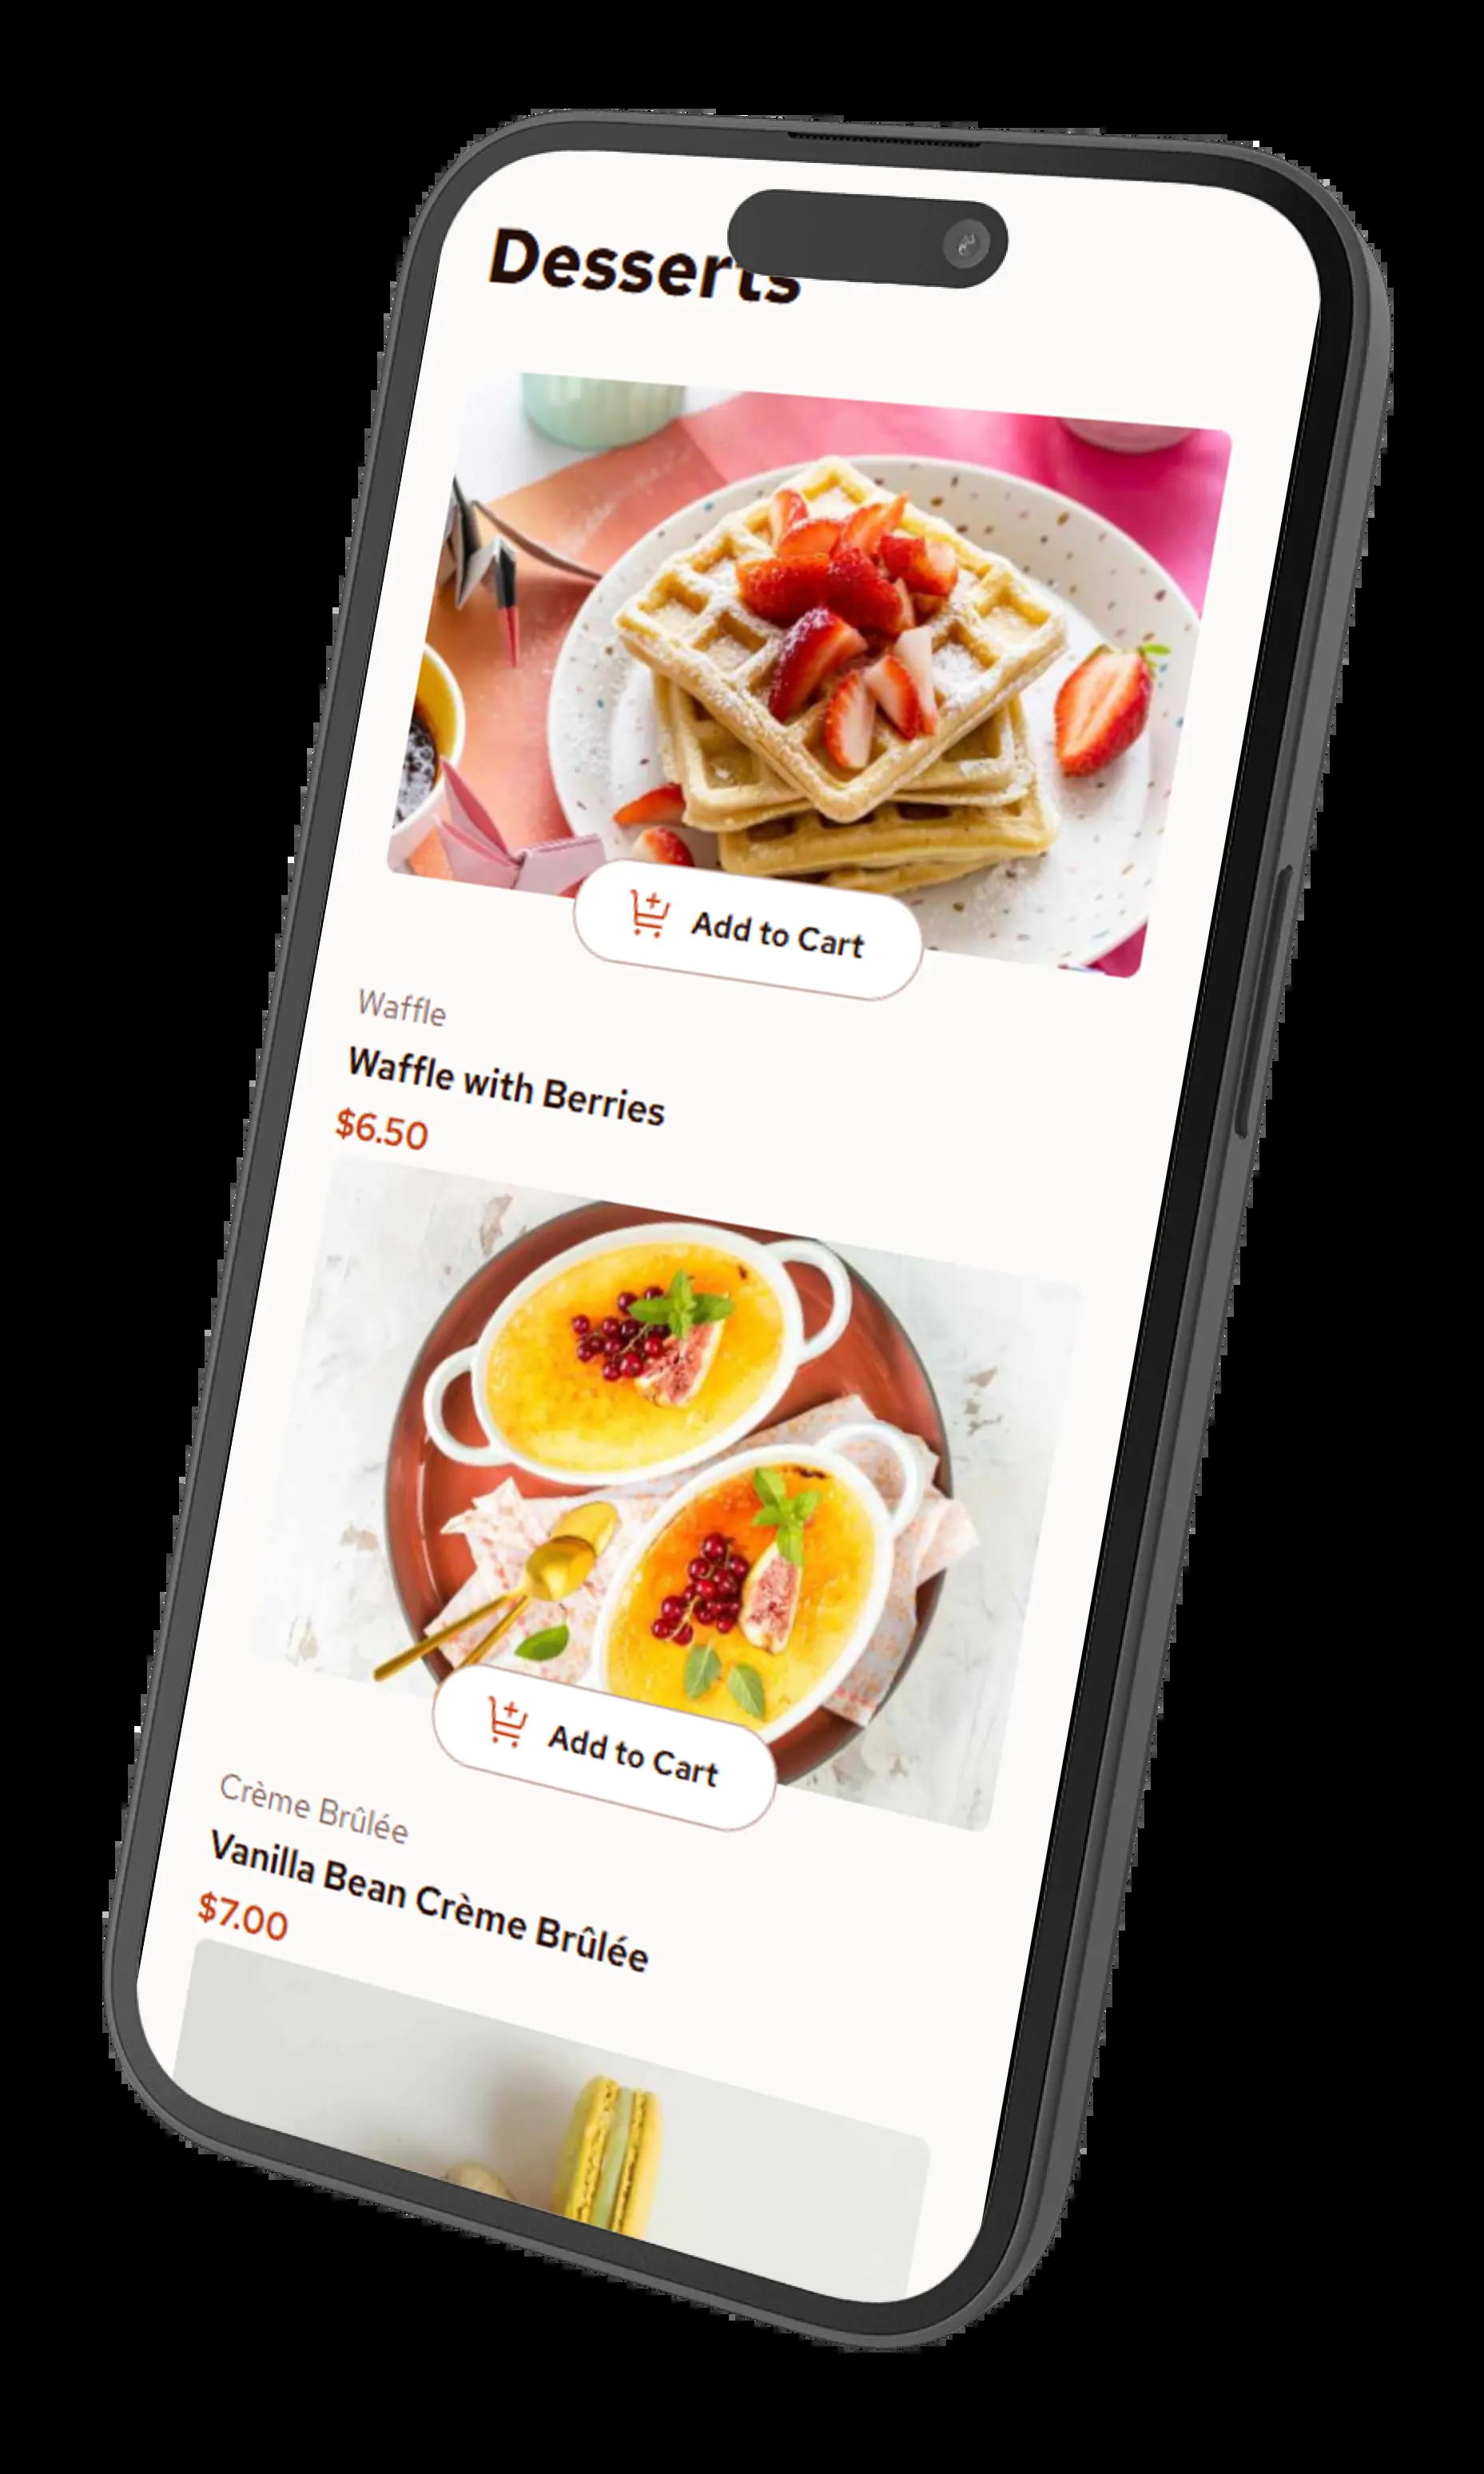 Desserts
Add to Cart
Waffle
Waffle with Berries
$6.50
Add to Cart
Crème Brûlée
Vanilla Bean Crème Brûlée
$7.00